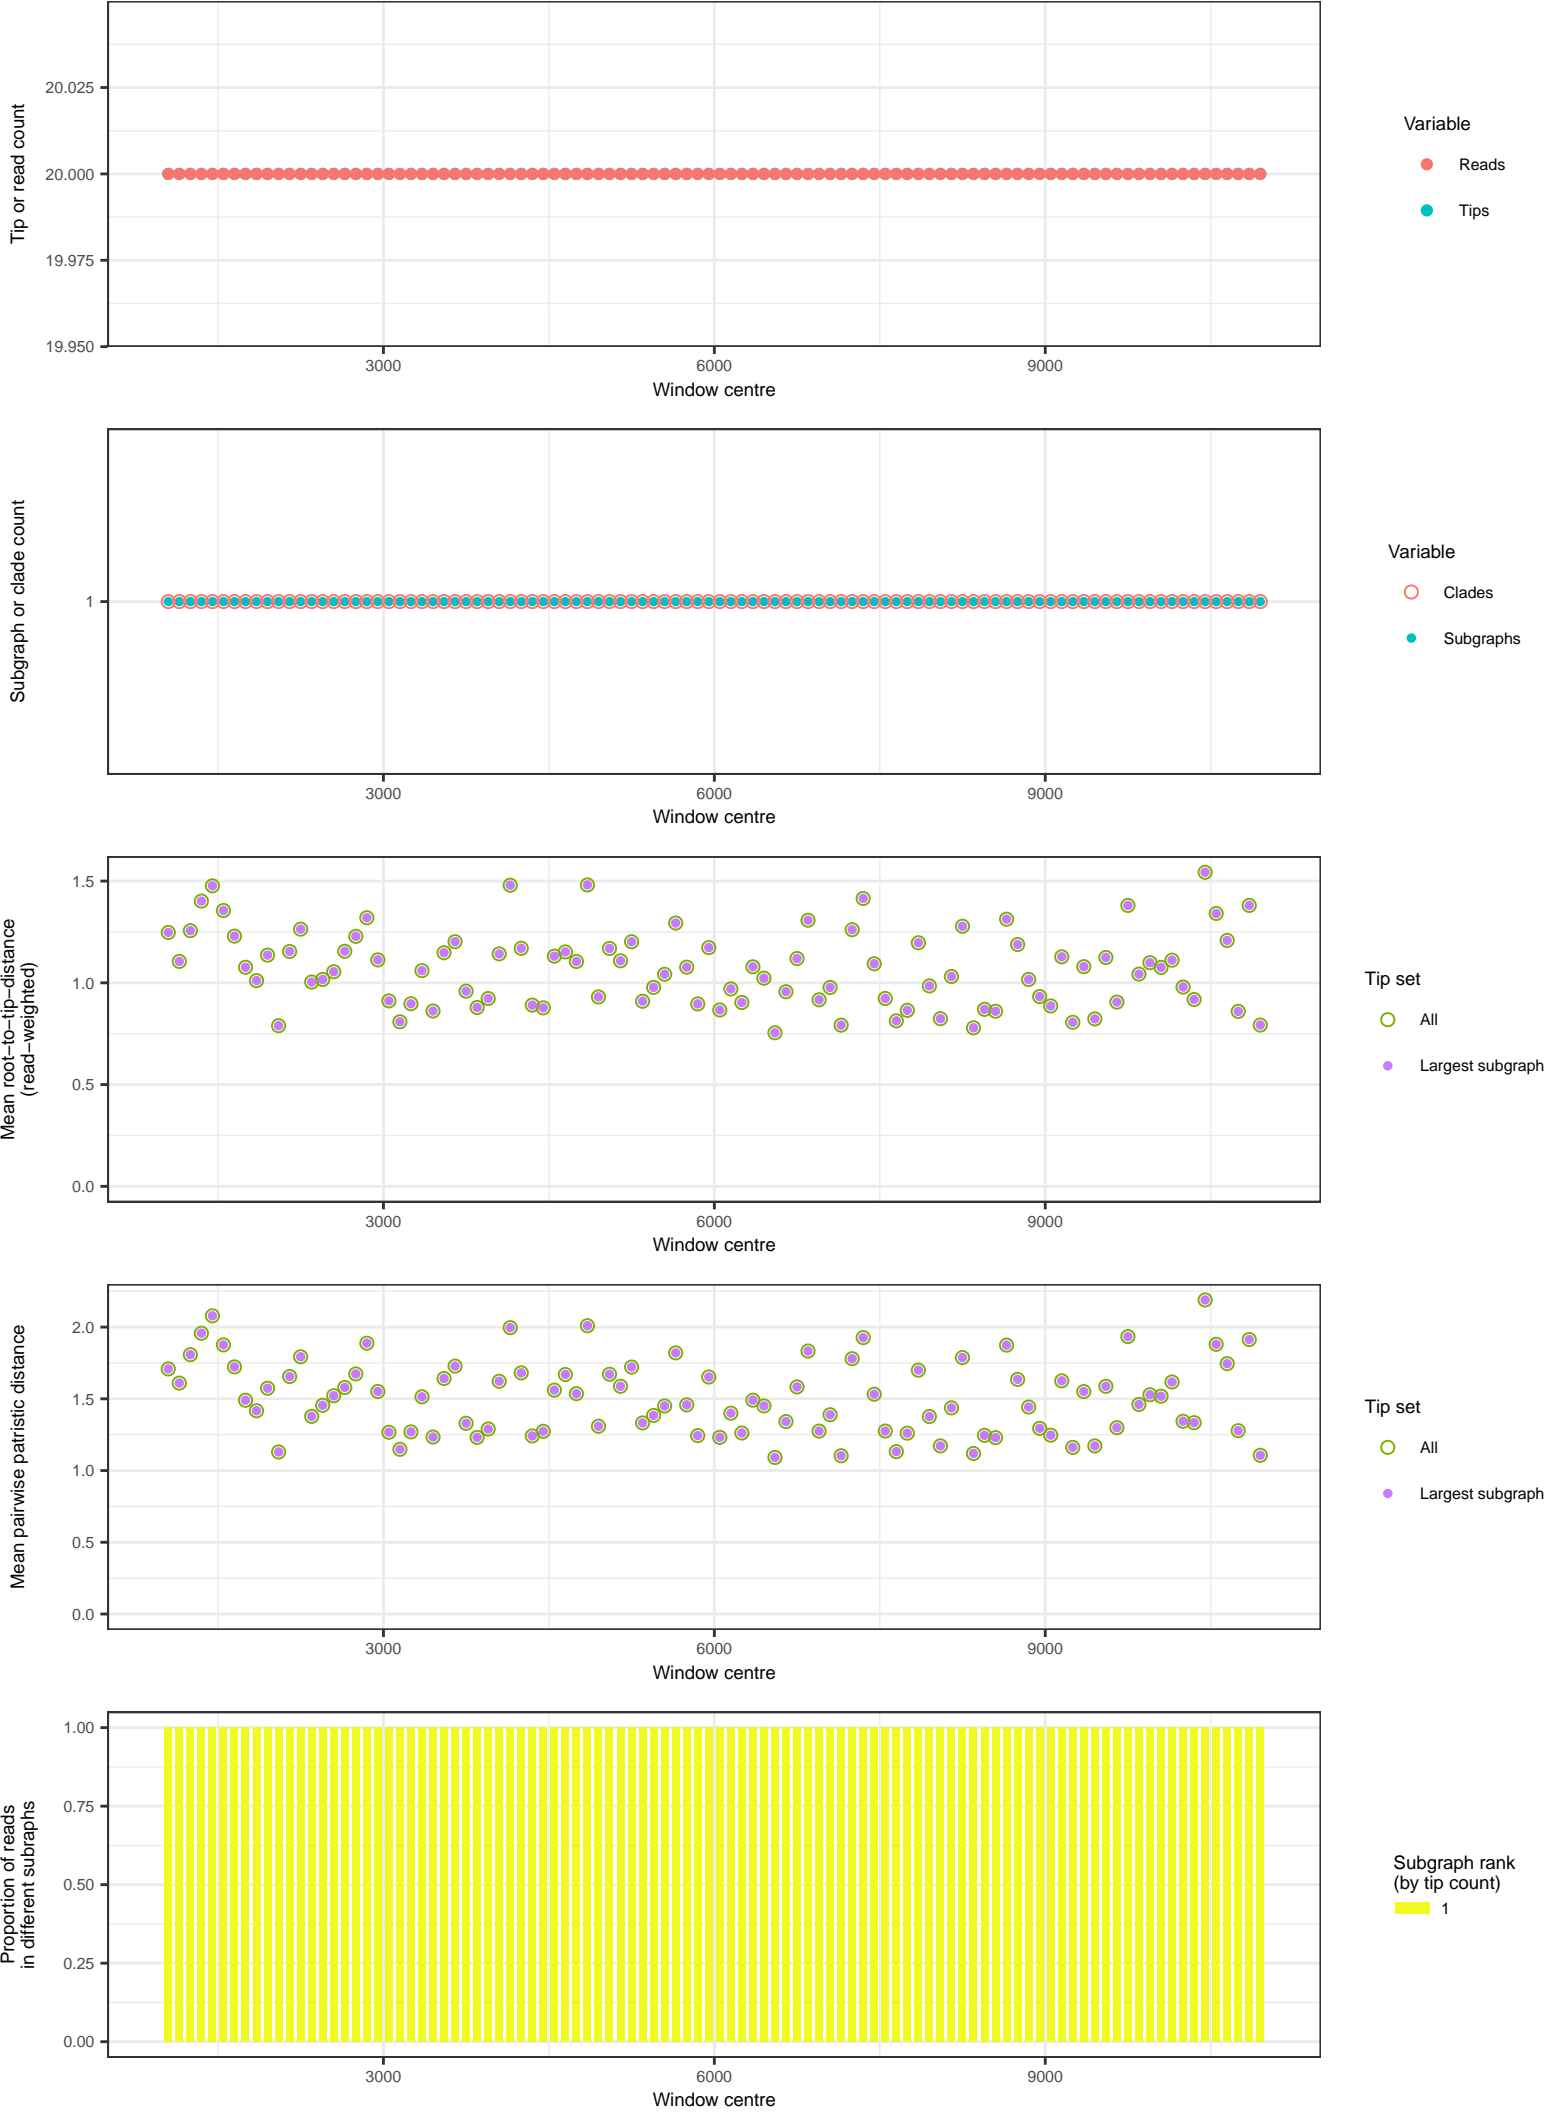 Tip or read count
20.025
20.000
19.975
19.950
3000
6000
9000
Window centre
Variable
Reads
Tips
Subgraph or clade count
1
3000
6000
9000
Window centre
Variable
Clades
Subgraphs
Mean root−to−tip−distance
(read−weighted)
1.5
1.0
0.5
0.0
3000
6000
9000
Window centre
Tip set
All
Largest subgraph
Mean pairwise patristic distance
2.0
1.5
1.0
0.5
0.0
3000
6000
9000
Window centre
Tip set
All
Largest subgraph
Proportion of reads
in different subraphs
1.00
0.75
0.50
0.25
0.00
3000
6000
9000
Window centre
Subgraph rank
(by tip count)
1